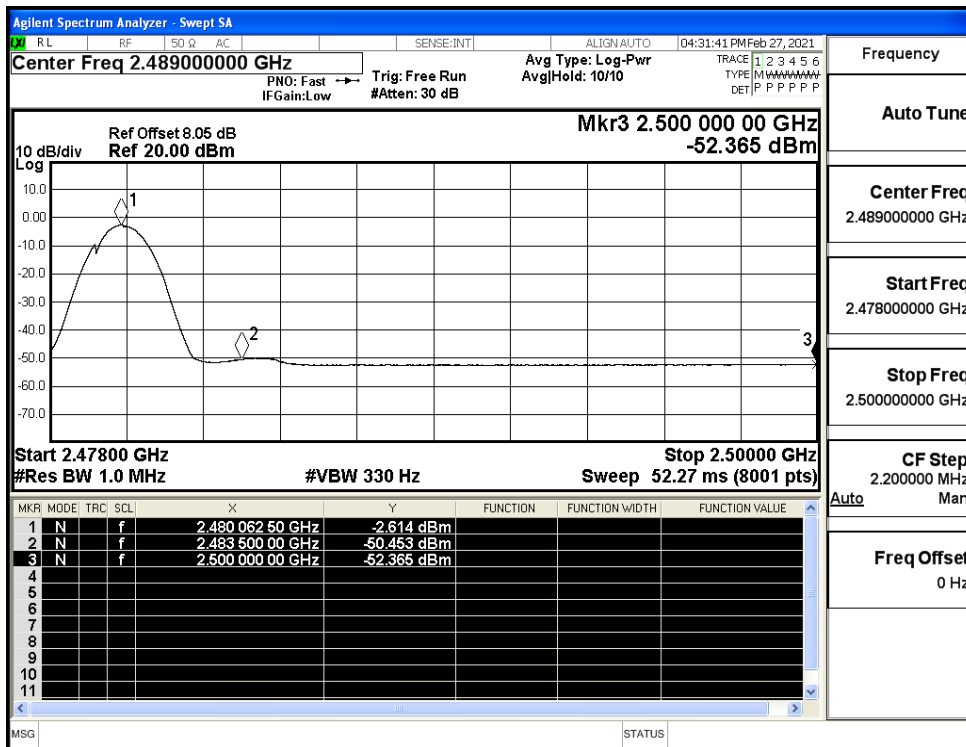 Agilent Spectrum Analyzer - Swept SA
LXI RL RF 50 Ω AC SENSE:INT ALIGN AUTO 04:31:41 PM Feb 27, 2021
Center Freq 2.489000000 GHz
PNO: Fast
IFGain:Low
Trig: Free Run
#Atten: 30 dB
Avg Type: Log-Pwr
Avg|Hold: 10/10
TRACE 1 2 3 4 5 6
TYPE M W W W W W
DET P P P P P P
Ref Offset 8.05 dB
10 dB/div Ref 20.00 dBm
Log
Mkr3 2.500 000 00 GHz
-52.365 dBm
10.0
0.00
-10.0
-20.0
-30.0
-40.0
-50.0
-60.0
-70.0
1
2
3
Start 2.47800 GHz Stop 2.50000 GHz
#Res BW 1.0 MHz #VBW 330 Hz Sweep 52.27 ms (8001 pts)
MKR MODE TRC SCL X Y FUNCTION FUNCTION WIDTH FUNCTION VALUE
1 N f 2.480 062 50 GHz -2.614 dBm
2 N f 2.483 500 00 GHz -50.453 dBm
3 N f 2.500 000 00 GHz -52.365 dBm
4
5
6
7
8
9
10
11
MSG STATUS
Frequency
Auto Tune
Center Freq
2.489000000 GHz
Start Freq
2.478000000 GHz
Stop Freq
2.500000000 GHz
CF Step
2.200000 MHz
Auto Man
Freq Offset
0 Hz